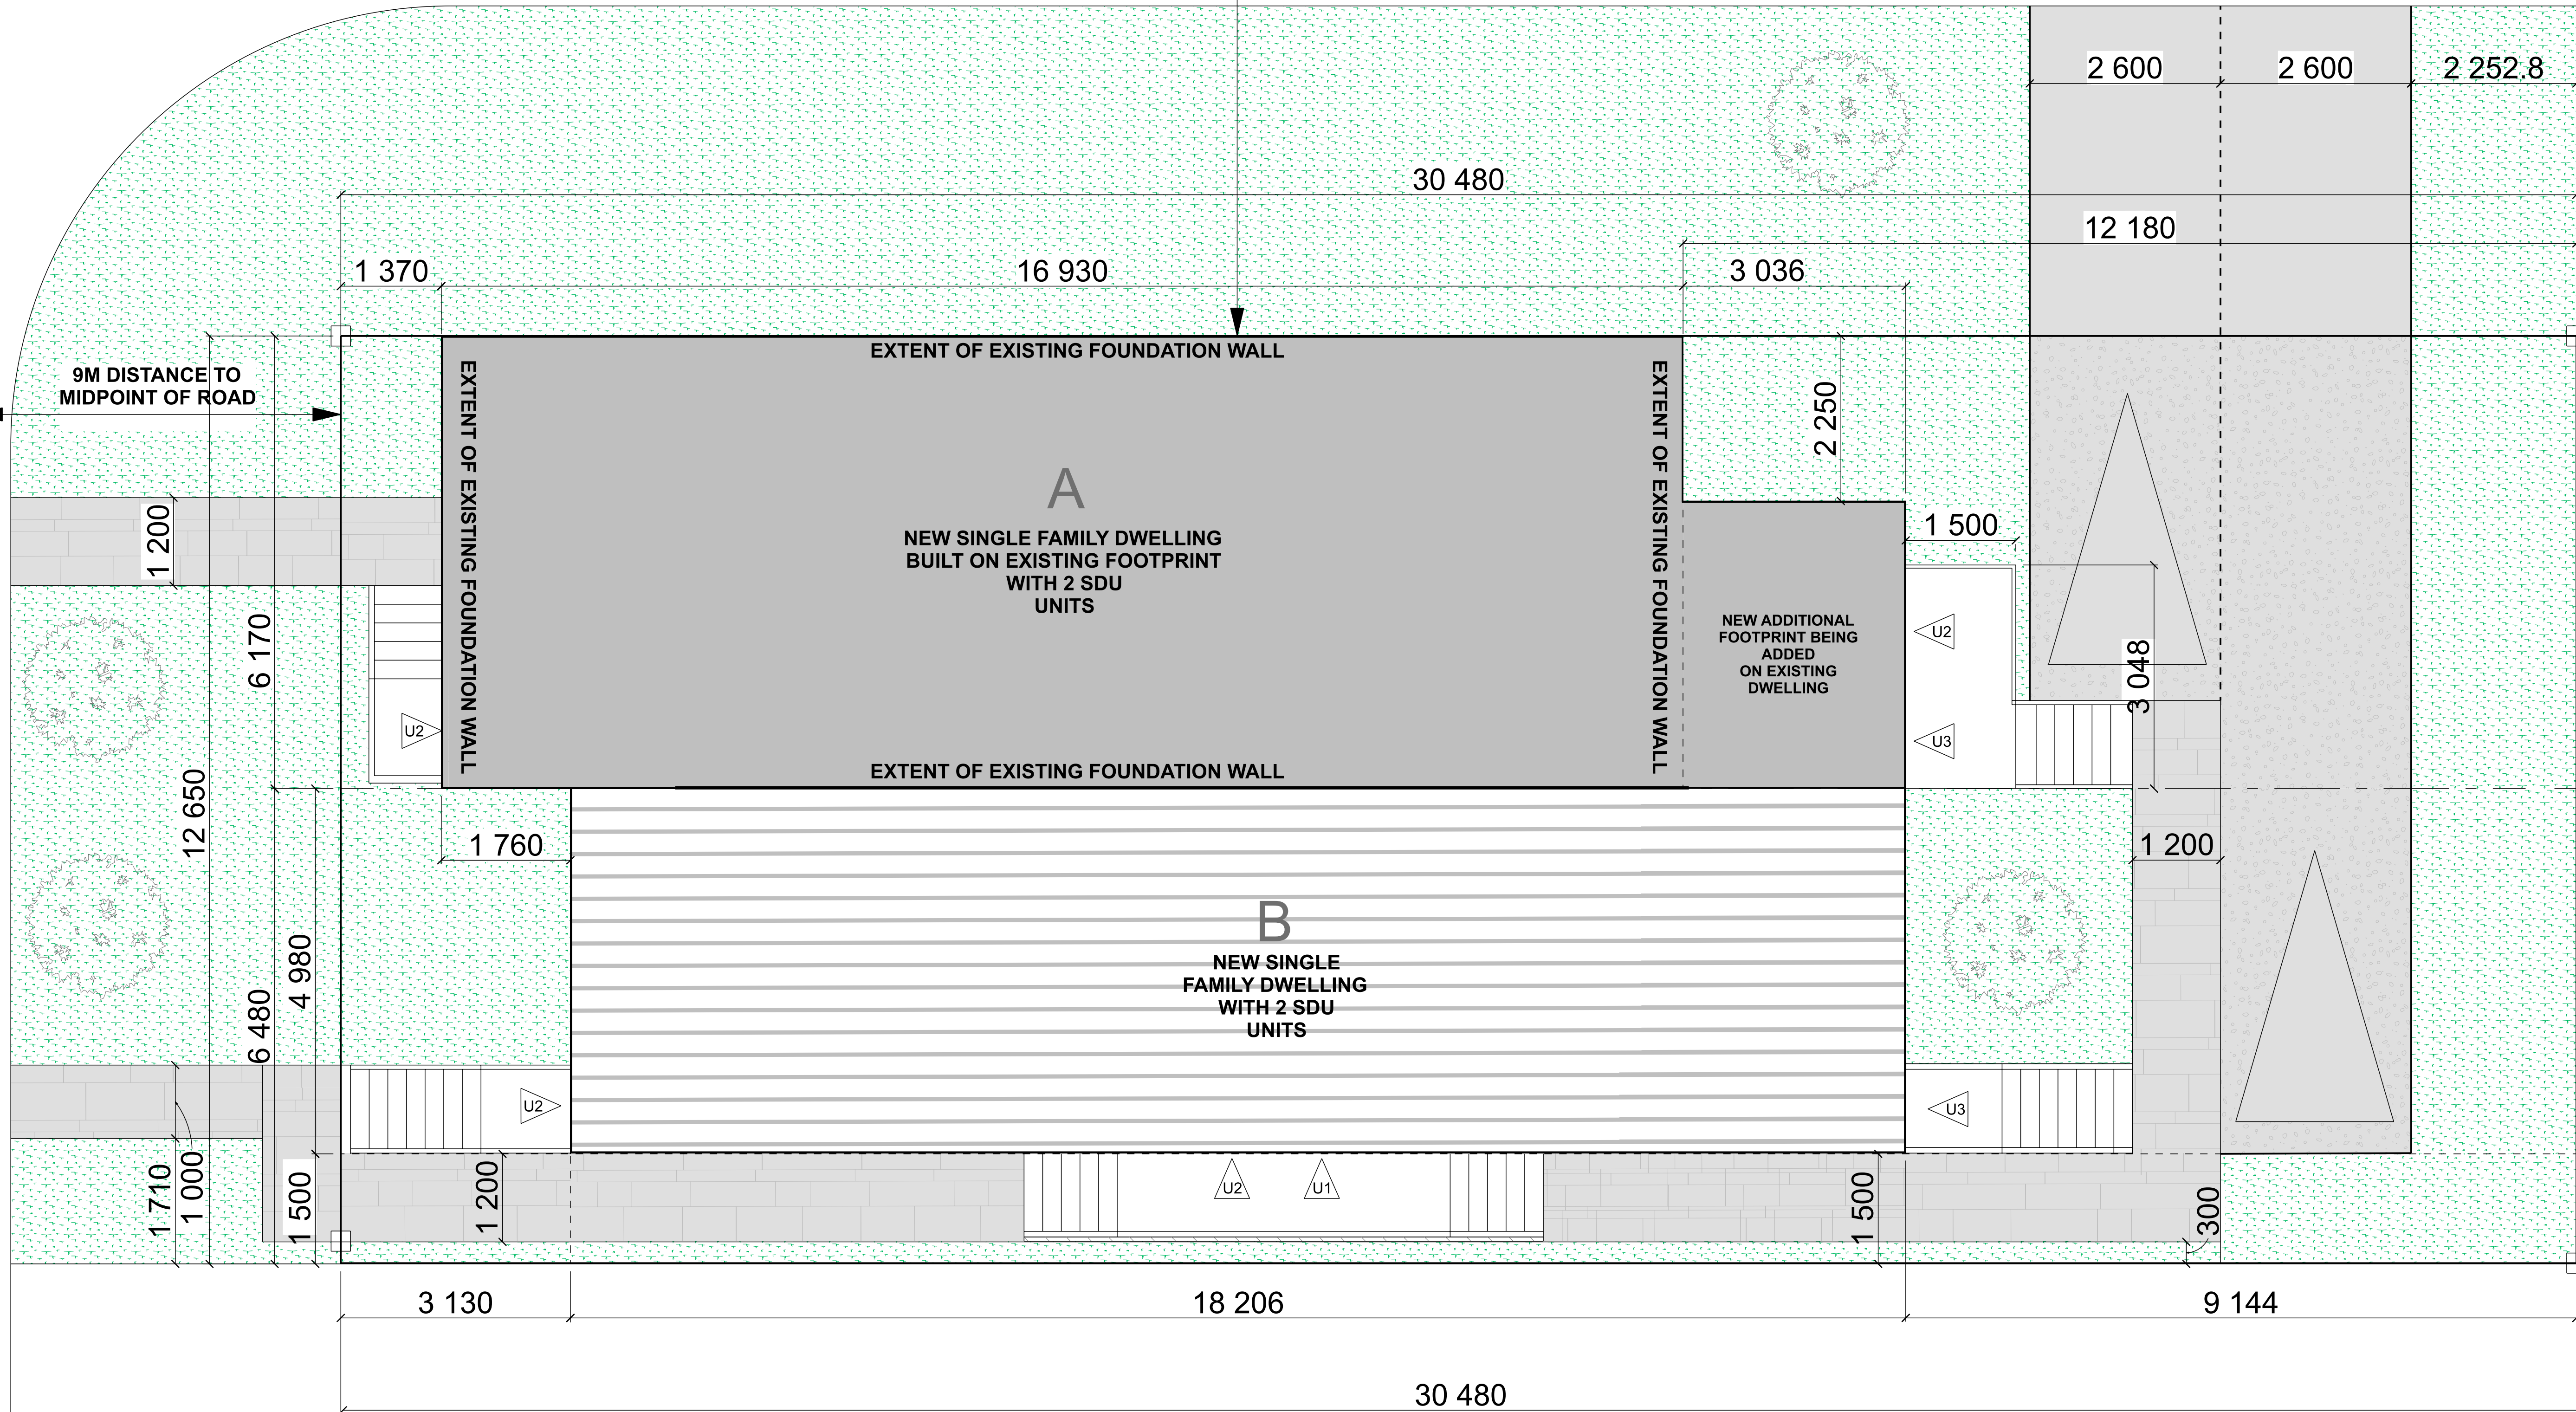 2 600
2 600
2 252.8
30 480
12 180
1 370
16 930
3 036
EXTENT OF EXISTING FOUNDATION WALL
9M DISTANCE TO
MIDPOINT OF ROAD
EXTENT OF EXISTING FOUNDATION WALL
EXTENT OF EXISTING FOUNDATION WALL
2 250
A
1 200
1 500
NEW SINGLE FAMILY DWELLING
BUILT ON EXISTING FOOTPRINT
WITH 2 SDU
UNITS
NEW ADDITIONAL
FOOTPRINT BEING
ADDED
ON EXISTING
DWELLING
U2
6 170
3 048
U2
U3
EXTENT OF EXISTING FOUNDATION WALL
12 650
1 760
1 200
B
4 980
NEW SINGLE
FAMILY DWELLING
WITH 2 SDU
UNITS
6 480
U2
U3
1 710
1 000
1 500
1 200
U2
U1
1 500
300
3 130
18 206
9 144
30 480